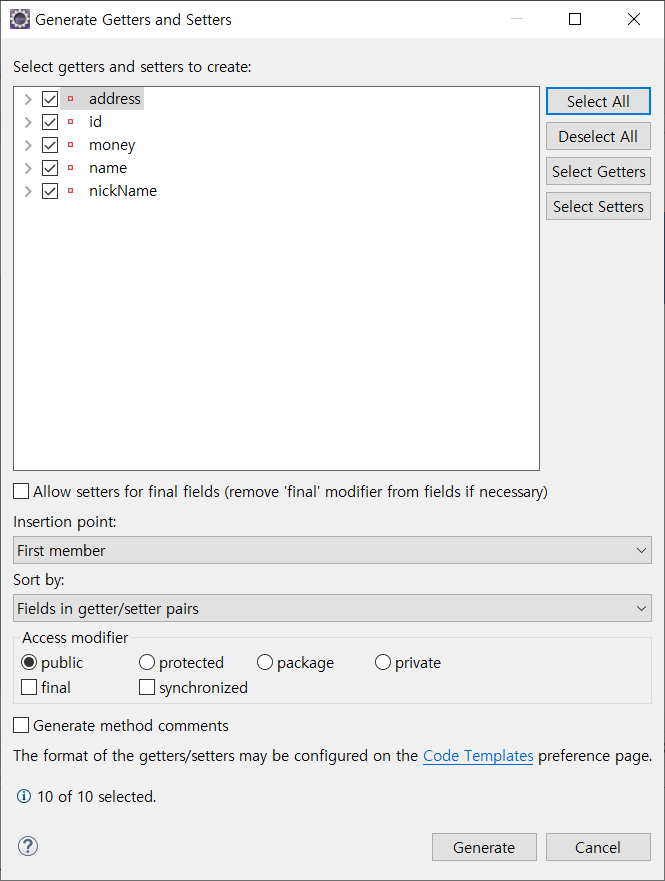 Generate Getters and Setters
Select getters and setters to create:
address
id
money
name
nickName
Select All
Deselect All
Select Getters
Select Setters
Allow setters for final fields (remove 'final' modifier from fields if necessary)
Insertion point:
First member
Sort by:
Fields in getter/setter pairs
Access modifier
public protected package private
final synchronized
Generate method comments
The format of the getters/setters may be configured on the Code Templates preference page.
10 of 10 selected.
Generate Cancel